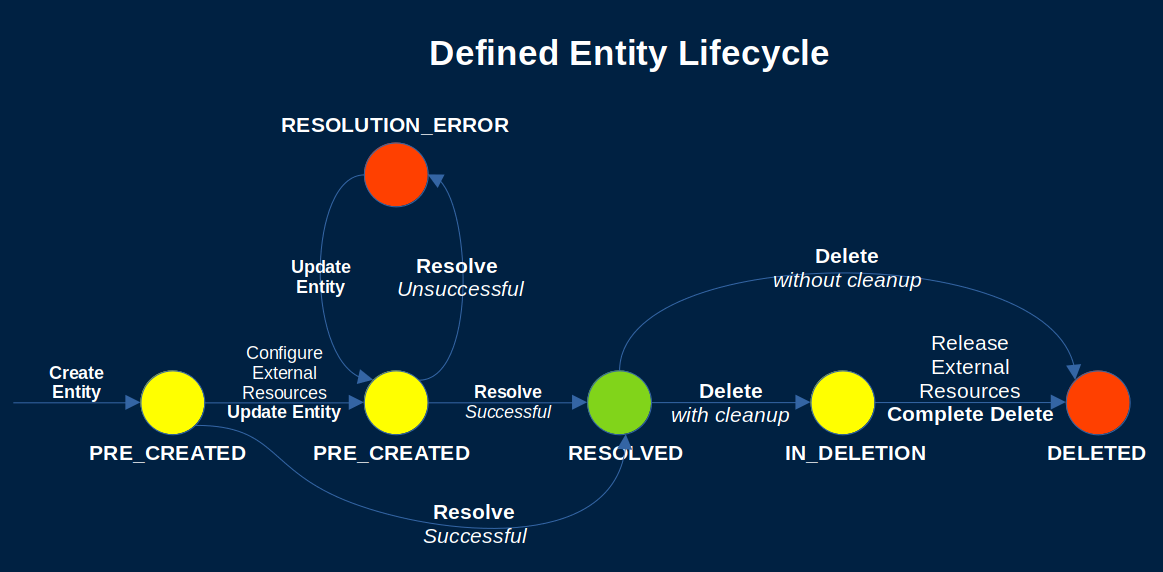 Defined Entity Lifecycle
RESOLUTION_ERROR
Update
Entity
Resolve
Unsuccessful
Delete
without cleanup
Create
Entity
Configure
External
Resources
Update Entity
Resolve
Successful
Delete
with cleanup
Release
External
Resources
Complete Delete
PRE_CREATED
PRE_CREATED
RESOLVED
IN_DELETION
DELETED
Resolve
Successful